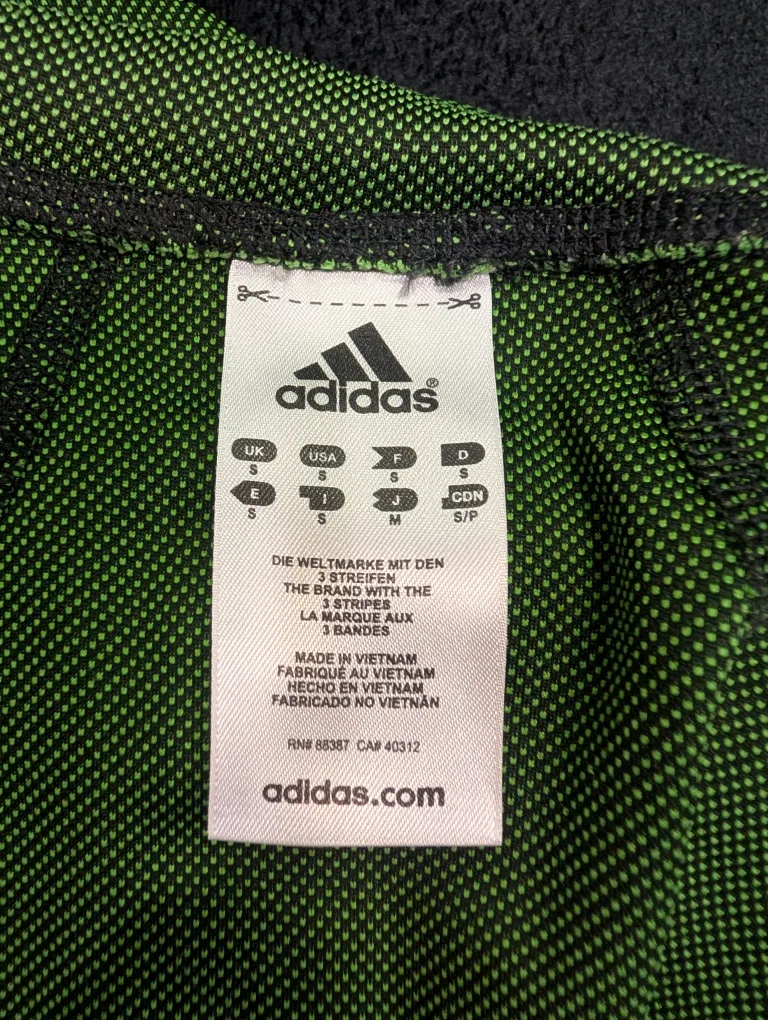 adidas®
UK USA F D
S S S S
E I J CDN
S S M S/P
DIE WELTMARKE MIT DEN
3 STREIFEN
THE BRAND WITH THE
3 STRIPES
LA MARQUE AUX
3 BANDES
MADE IN VIETNAM
FABRIQUÉ AU VIETNAM
HECHO EN VIETNAM
FABRICADO NO VIETNÃN
RN# 88387 CA# 40312
adidas.com